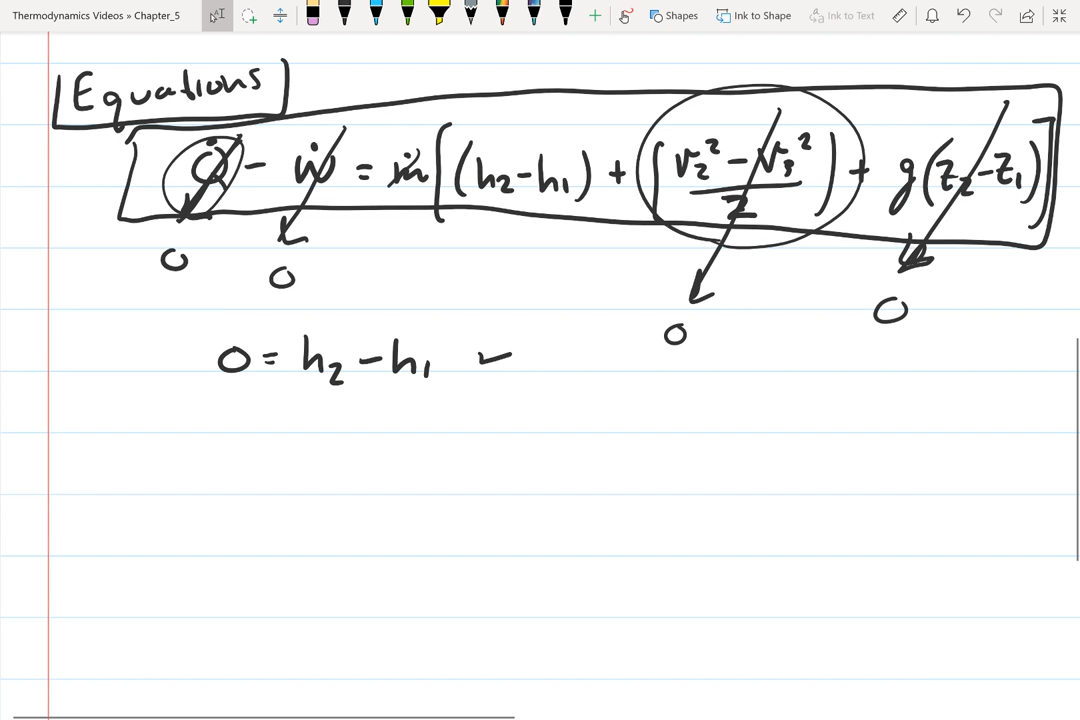 Thermodynamics Videos » Chapter_5 Shapes Ink to Shape Ink to Text
Equations
Q̇ - ẇ = ṁ[(h₂-h₁) + (v₂² - v₃²)/2 + g(z₂-z₁)]
0 0 0 0
0 = h₂ - h₁ ✓